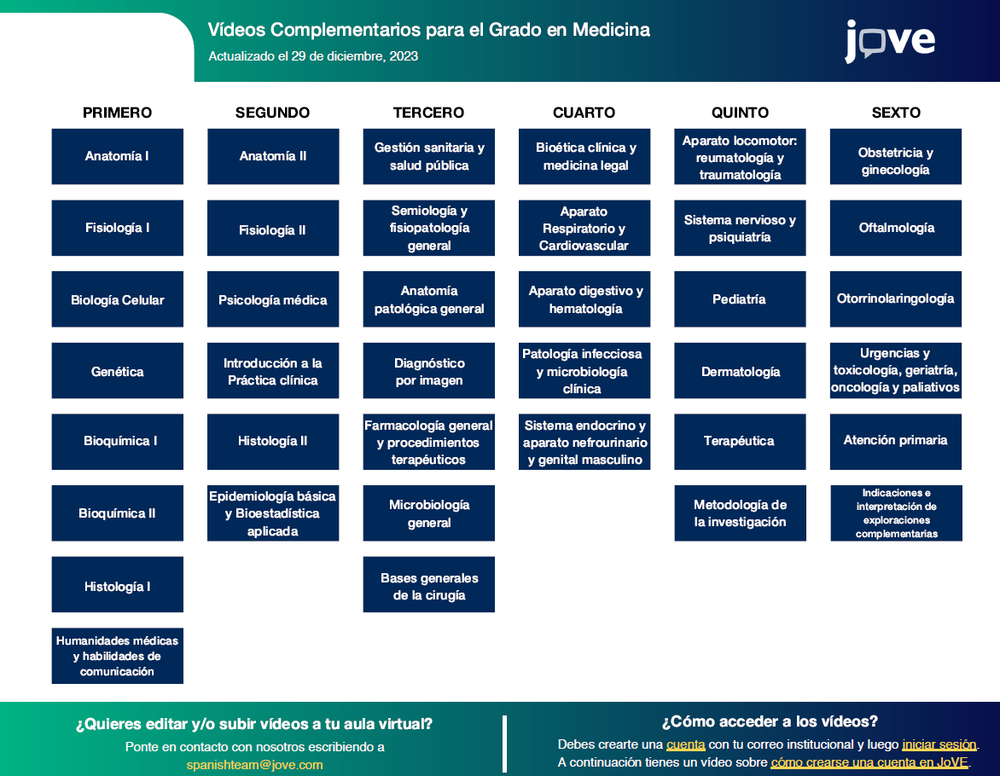 Vídeos Complementarios para el Grado en Medicina
Actualizado el 29 de diciembre, 2023
jove
PRIMERO
Anatomía I
Fisiología I
Biología Celular
Genética
Bioquímica I
Bioquímica II
Histología I
Humanidades médicas
y habilidades de
comunicación
SEGUNDO
Anatomía II
Fisiología II
Psicología médica
Introducción a la
Práctica clínica
Histología II
Epidemiología básica
y Bioestadística
aplicada
TERCERO
Gestión sanitaria y
salud pública
Semiología y
fisiopatología
general
Anatomía
patológica general
Diagnóstico
por imagen
Farmacología general
y procedimientos
terapéuticos
Microbiología
general
Bases generales
de la cirugía
CUARTO
Bioética clínica y
medicina legal
Aparato
Respiratorio y
Cardiovascular
Aparato digestivo y
hematología
Patología infecciosa
y microbiología
clínica
Sistema endocrino y
aparato nefrourinario
y genital masculino
QUINTO
Aparato locomotor:
reumatología y
traumatología
Sistema nervioso y
psiquiatría
Pediatría
Dermatología
Terapéutica
Metodología de
la investigación
SEXTO
Obstetricia y
ginecología
Oftalmología
Otorrinolaringología
Urgencias y
toxicología, geriatría,
oncología y paliativos
Atención primaria
Indicaciones e
interpretación de
exploraciones
complementarias
¿Quieres editar y/o subir vídeos a tu aula virtual?
Ponte en contacto con nosotros escribiendo a
spanishteam@jove.com
¿Cómo acceder a los vídeos?
Debes crearte una cuenta con tu correo institucional y luego iniciar sesión.
A continuación tienes un vídeo sobre cómo crearse una cuenta en JoVE.